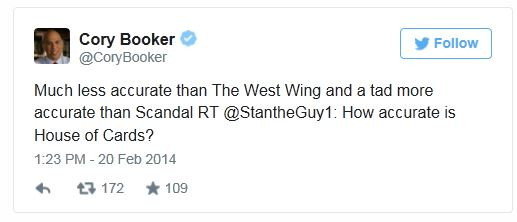 Cory Booker
@CoryBooker
Follow
Much less accurate than The West Wing and a tad more
accurate than Scandal RT @StantheGuy1: How accurate is
House of Cards?
1:23 PM - 20 Feb 2014
172 109